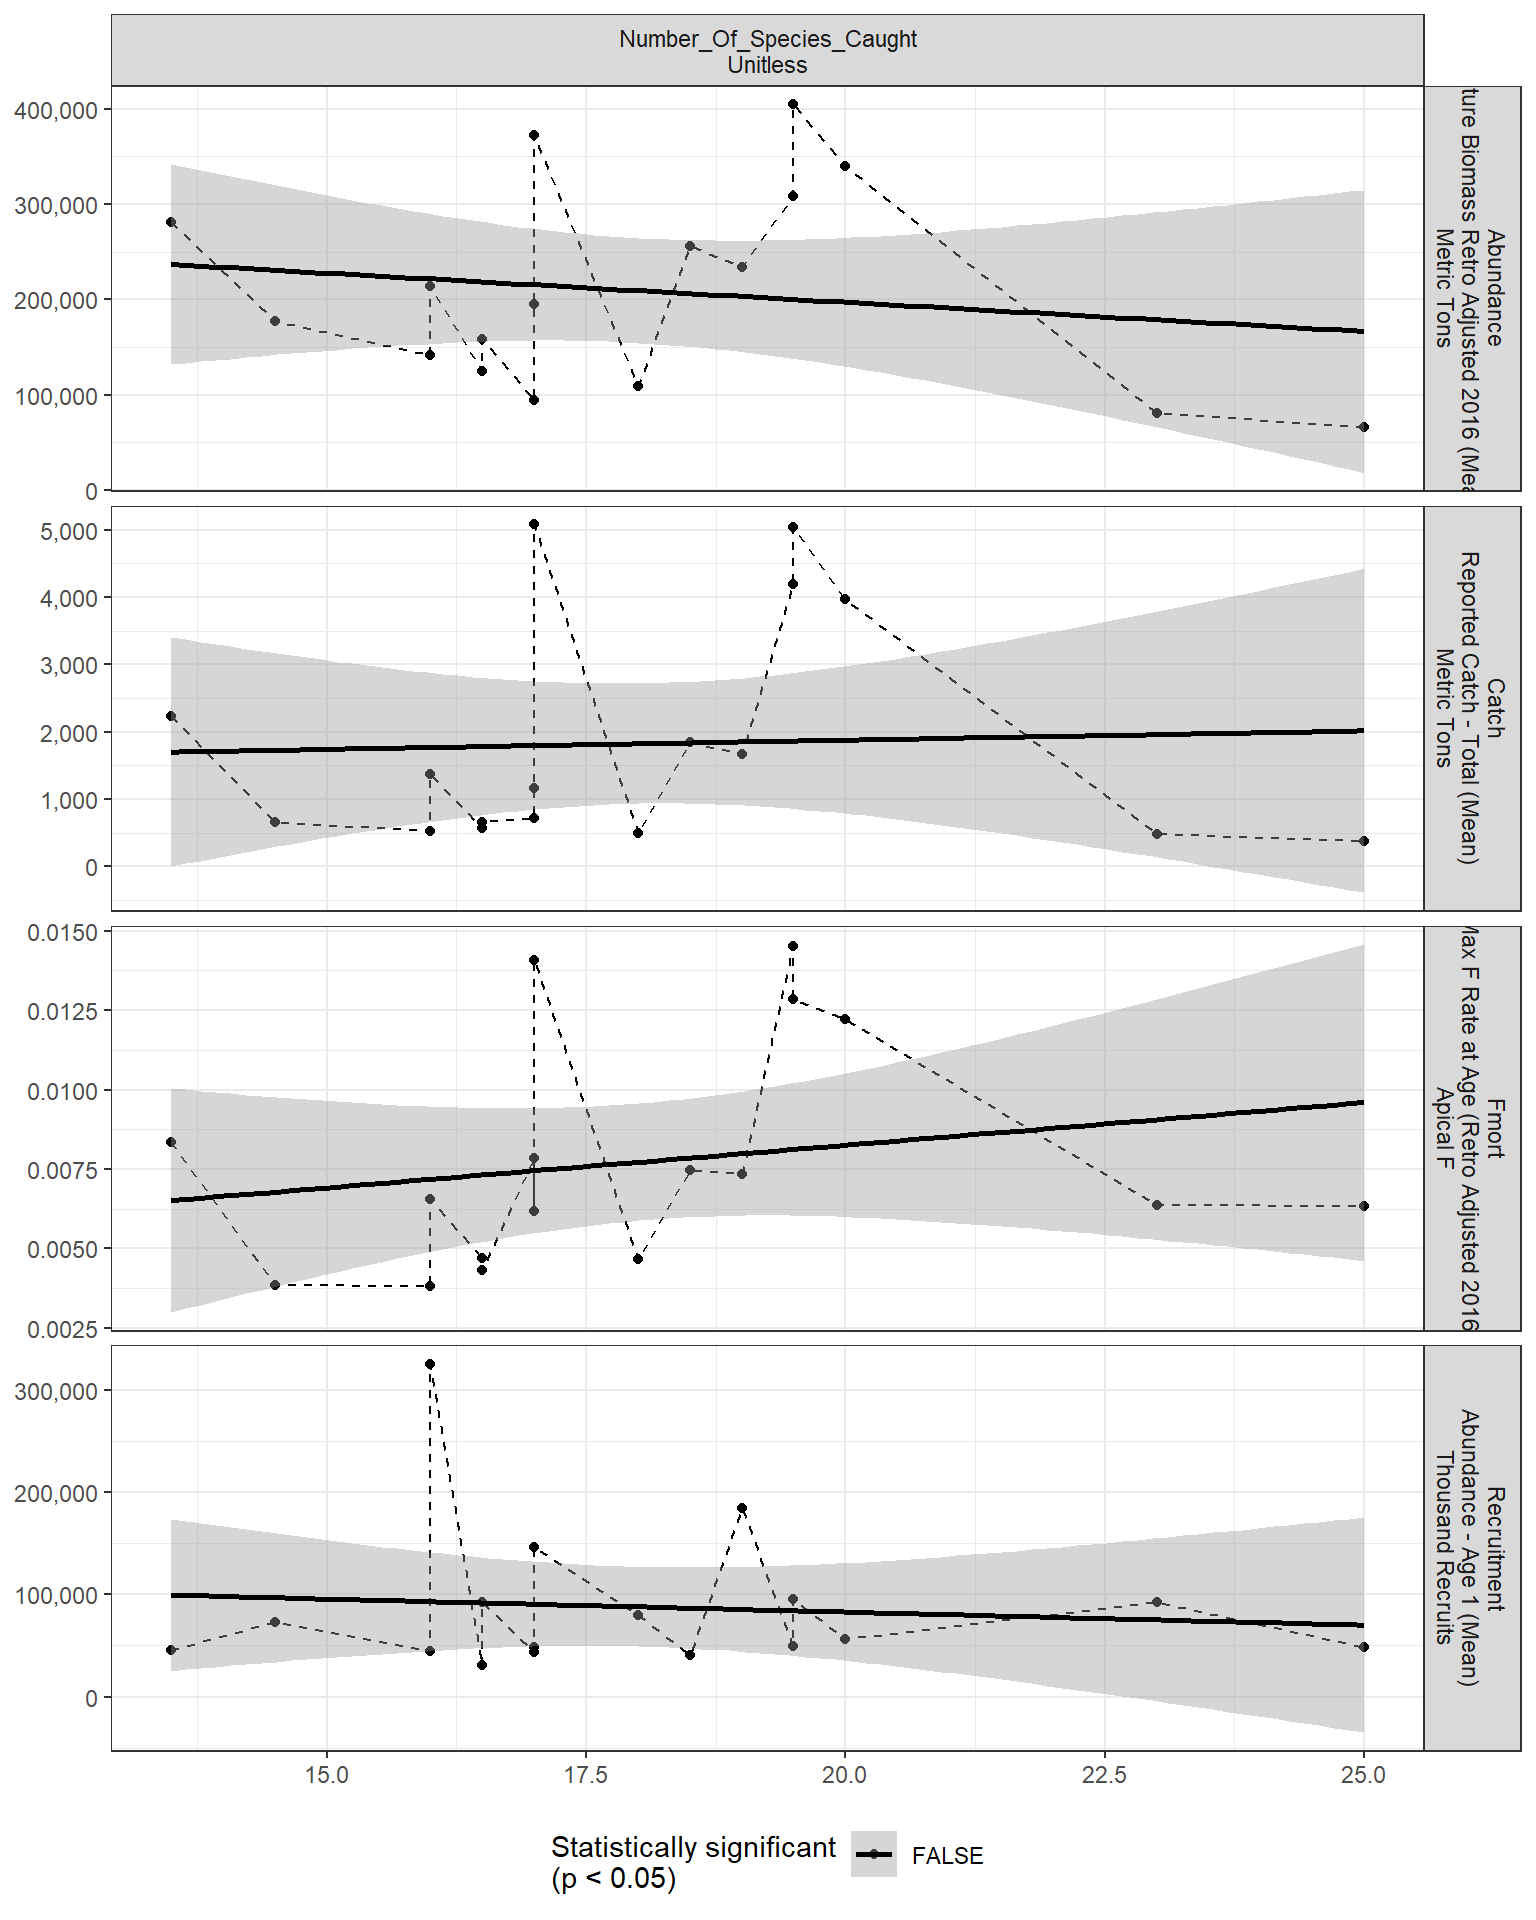 Number_Of_Species_Caught
Unitless
400,000
300,000
200,000
100,000
0
Abundance
ture Biomass Retro Adjusted 2016 (Mea
Metric Tons
5,000
4,000
3,000
2,000
1,000
0
Catch
Reported Catch - Total (Mean)
Metric Tons
0.0150
0.0125
0.0100
0.0075
0.0050
0.0025
Fmort
Max F Rate at Age (Retro Adjusted 2016
Apical F
300,000
200,000
100,000
0
Recruitment
Abundance - Age 1 (Mean)
Thousand Recruits
15.0
17.5
20.0
22.5
25.0
Statistically significant
(p < 0.05)
FALSE